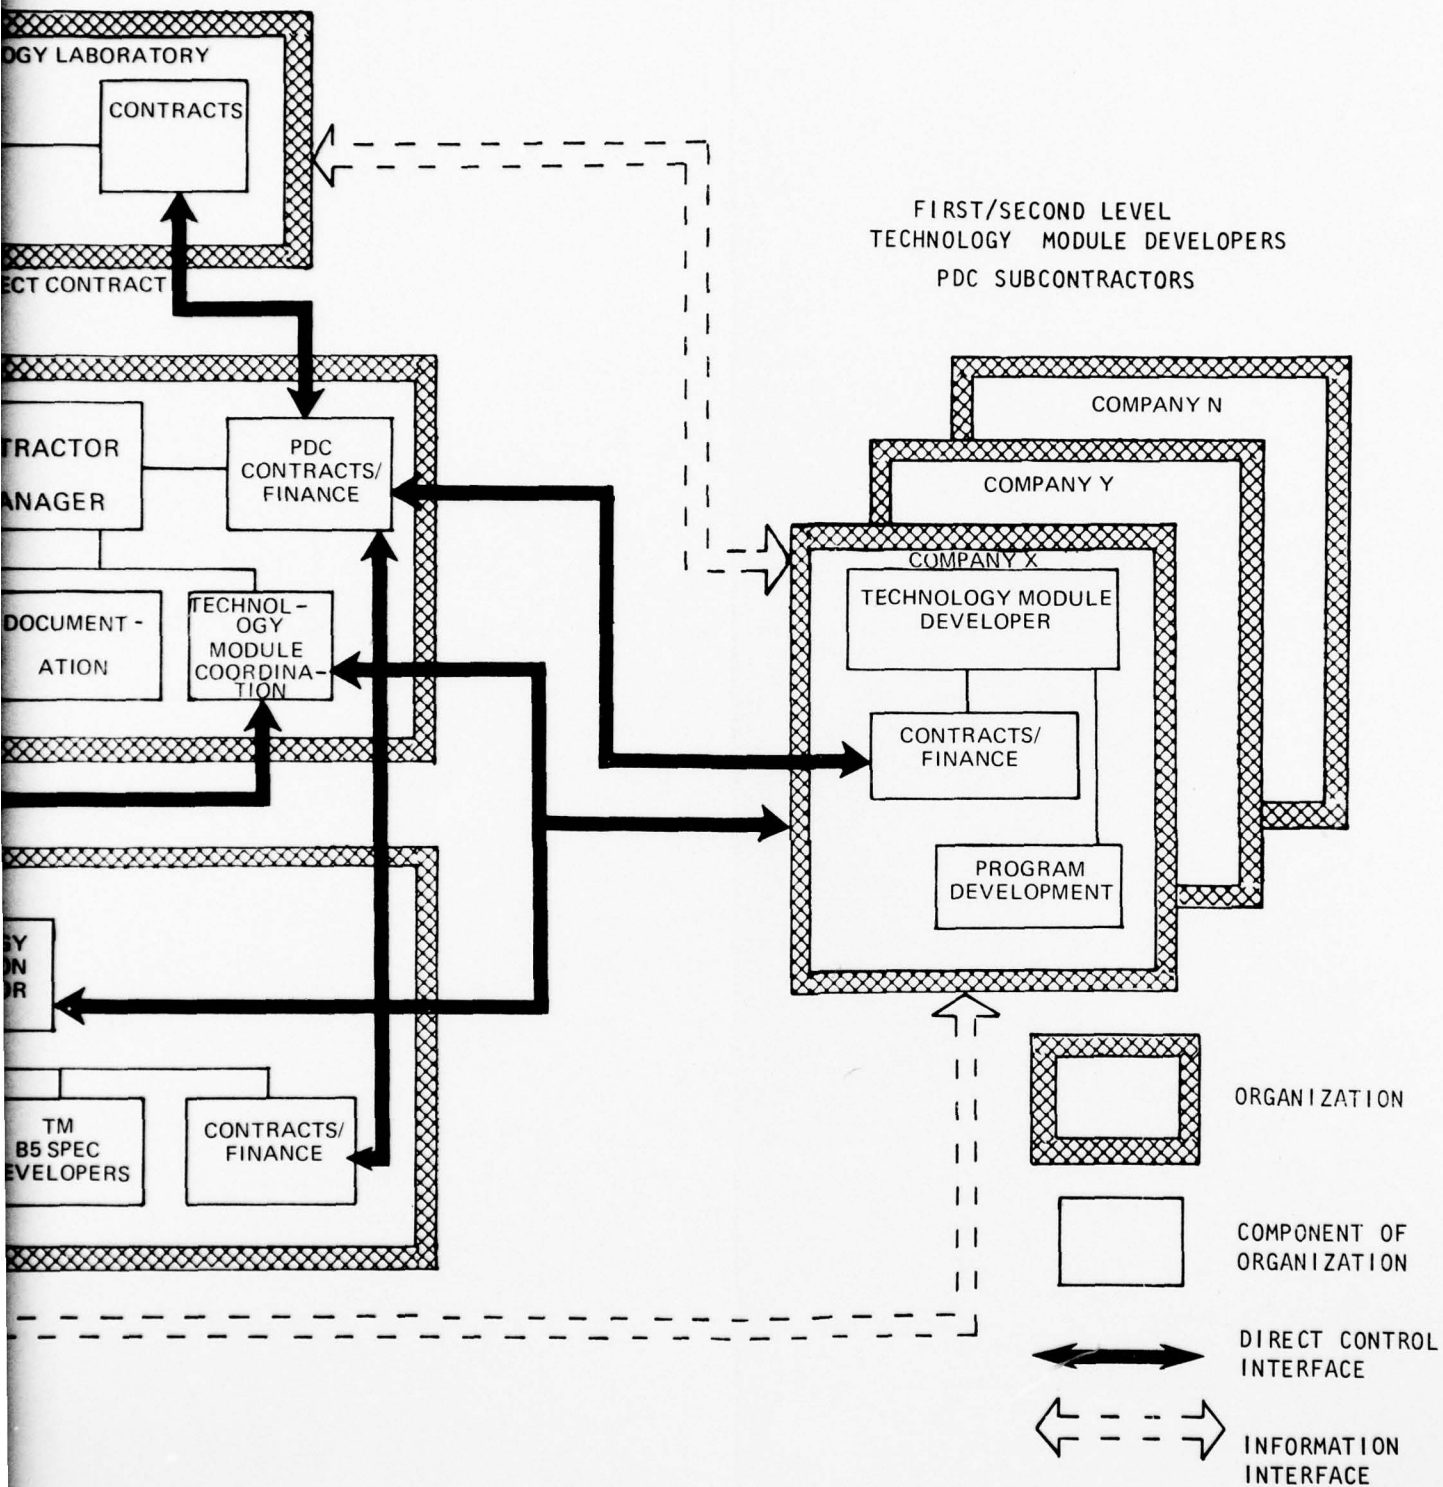 OGY LABORATORY
CONTRACTS
ECT CONTRACT
FIRST/SECOND LEVEL
TECHNOLOGY MODULE DEVELOPERS
PDC SUBCONTRACTORS
COMPANY N
COMPANY Y
COMPANY X
TECHNOLOGY MODULE
DEVELOPER
CONTRACTS/
FINANCE
PROGRAM
DEVELOPMENT
TRACTOR
ANAGER
PDC
CONTRACTS/
FINANCE
DOCUMENT-
ATION
TECHNOL-
OGY
MODULE
COORDINA-
TION
GY
ON
OR
TM
B5 SPEC
EVELOPERS
CONTRACTS/
FINANCE
ORGANIZATION
COMPONENT OF
ORGANIZATION
DIRECT CONTROL
INTERFACE
INFORMATION
INTERFACE